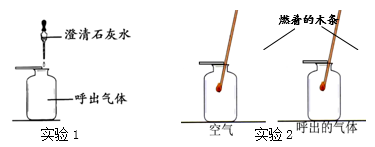 澄清石灰水
呼出气体
实验1
燃着的木条
空气
实验2
呼出的气体